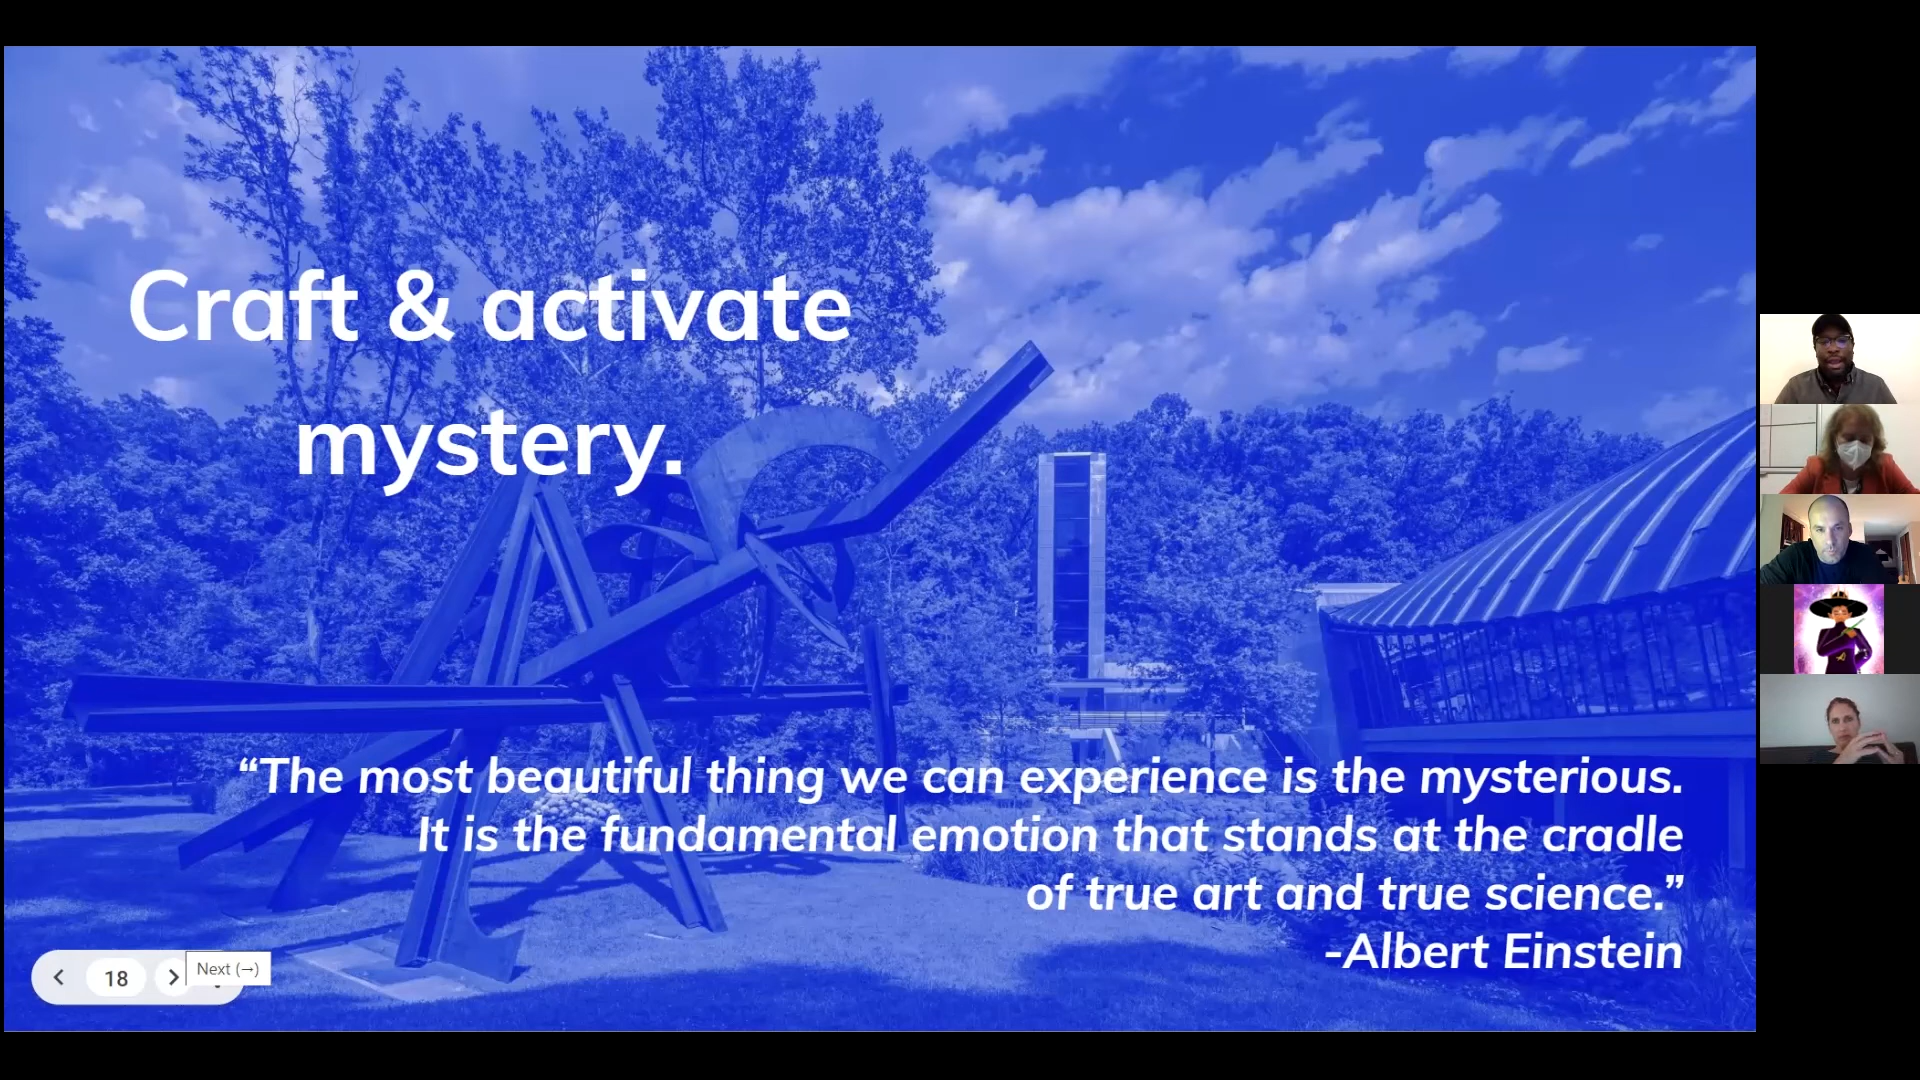 Craft & activate
mystery.
“The most beautiful thing we can experience is the mysterious.
It is the fundamental emotion that stands at the cradle
of true art and true science.”
-Albert Einstein
18
Next (→)